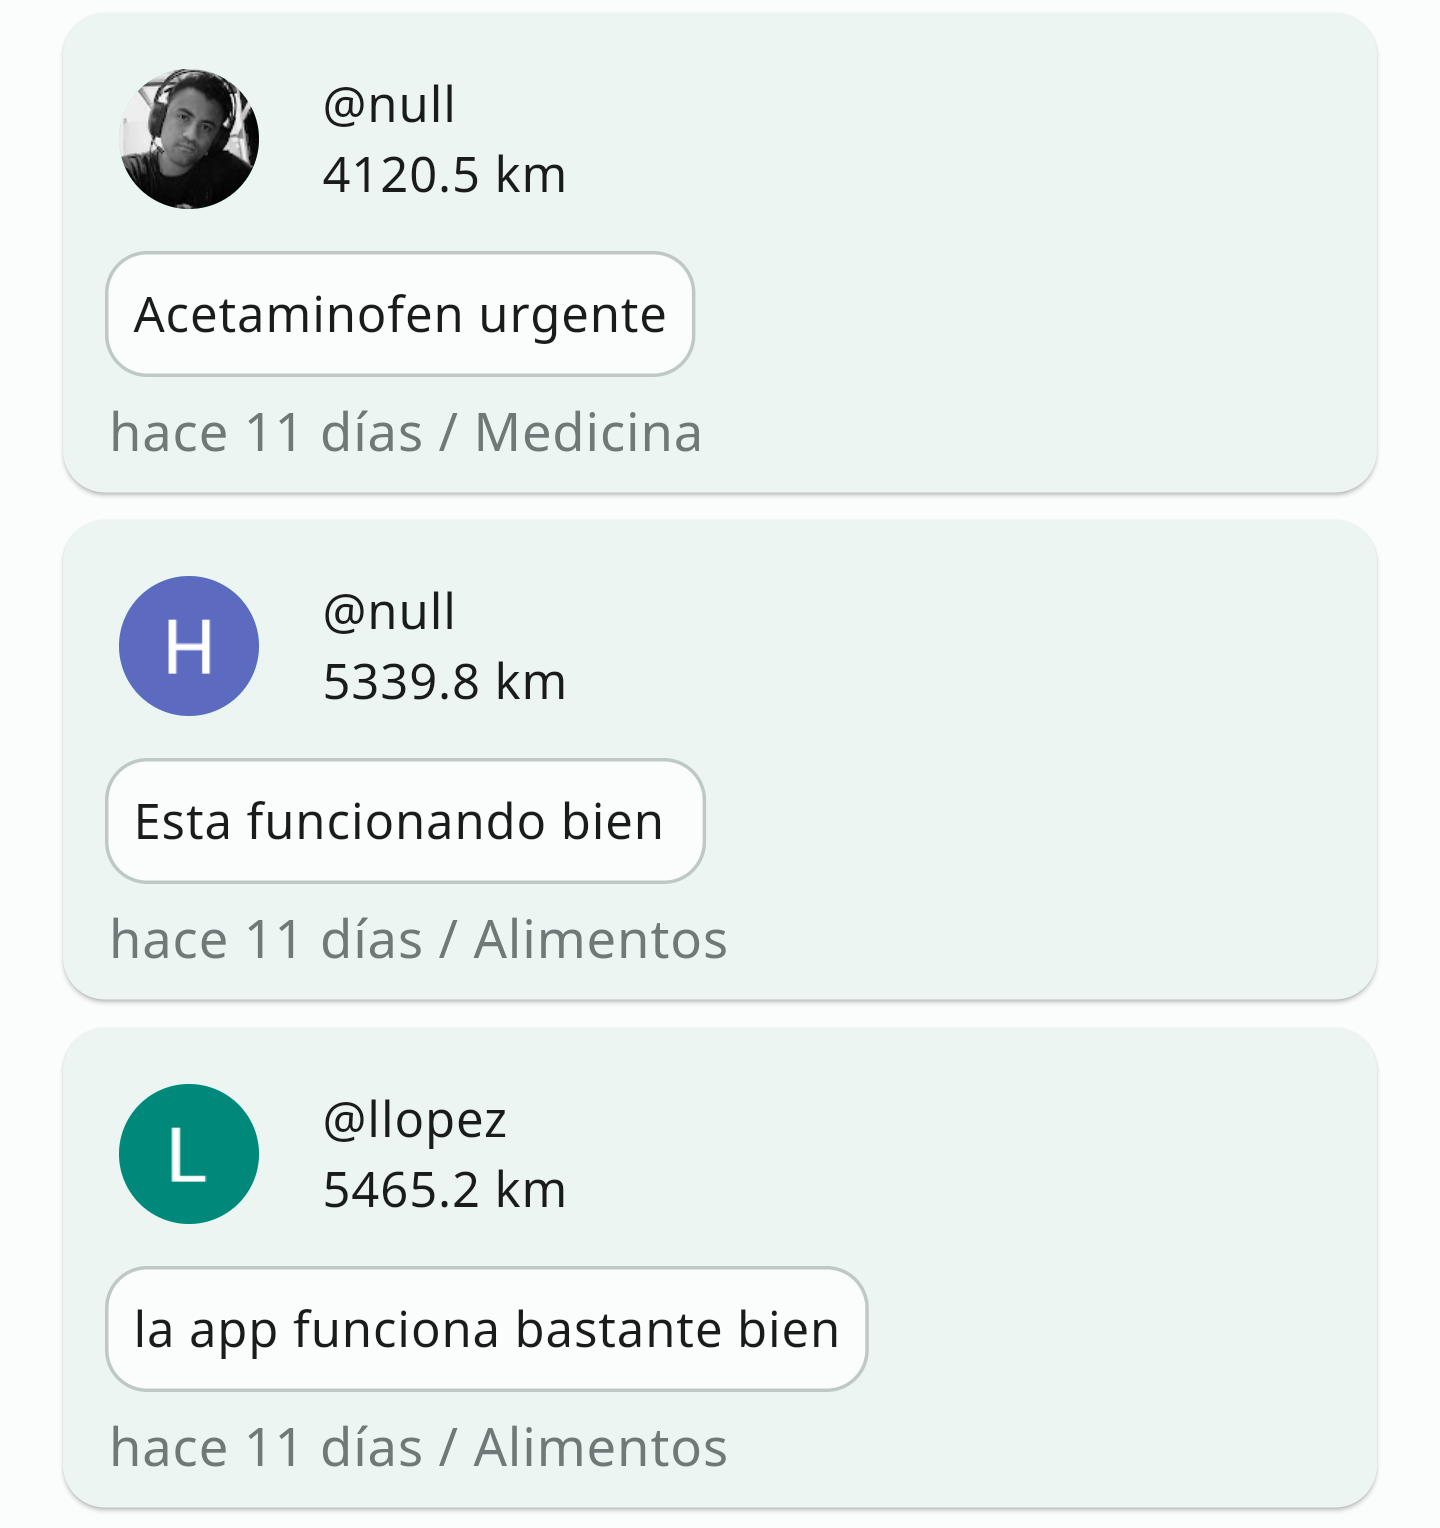 @null
4120.5 km
Acetaminofen urgente
hace 11 días / Medicina
H
@null
5339.8 km
Esta funcionando bien
hace 11 días / Alimentos
L
@llopez
5465.2 km
la app funciona bastante bien
hace 11 días / Alimentos